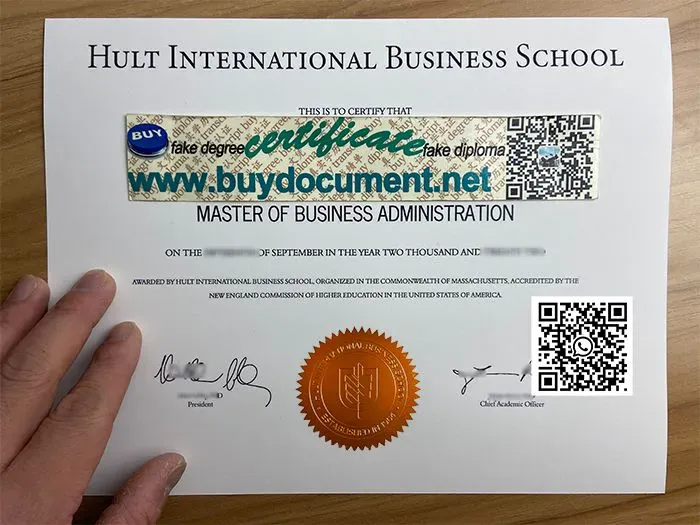 HULT INTERNATIONAL BUSINESS SCHOOL
THIS IS TO CERTIFY THAT
BUY
fake degree certificate fake diploma
www.buydocument.net
MASTER OF BUSINESS ADMINISTRATION
ON THE OF SEPTEMBER IN THE YEAR TWO THOUSAND AND
AWARDED BY HULT INTERNATIONAL BUSINESS SCHOOL, ORGANIZED IN THE COMMONWEALTH OF MASSACHUSETTS, ACCREDITED BY THE
NEW ENGLAND COMMISSION OF HIGHER EDUCATION IN THE UNITED STATES OF AMERICA.
President
Chief Academic Officer